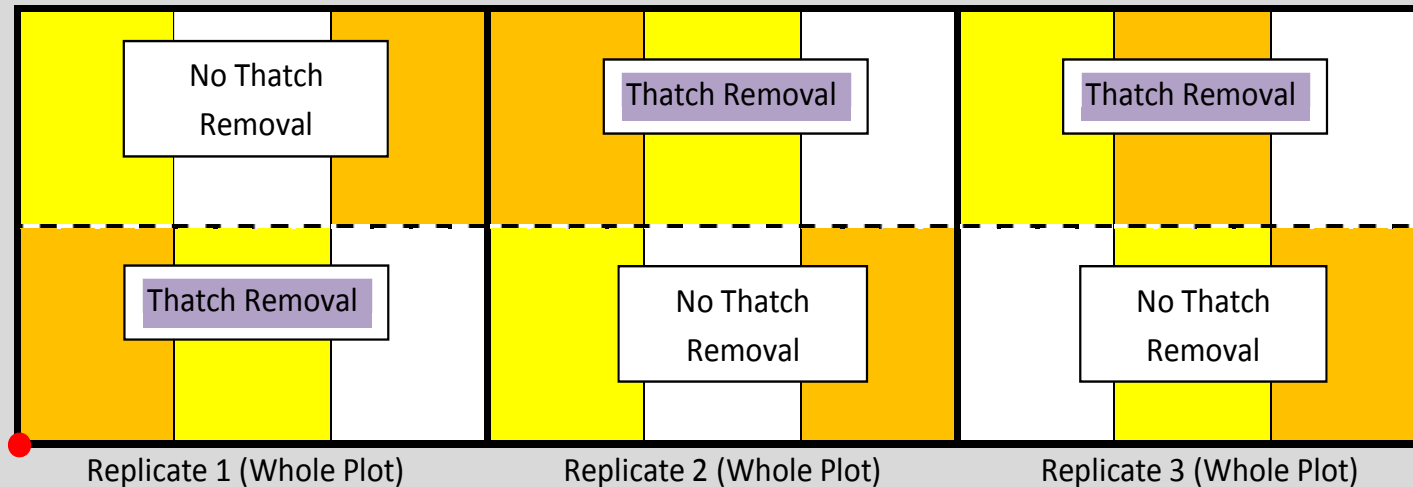 No Thatch
Removal
Thatch Removal
Thatch Removal
Thatch Removal
No Thatch
Removal
No Thatch
Removal
Replicate 1 (Whole Plot)
Replicate 2 (Whole Plot)
Replicate 3 (Whole Plot)